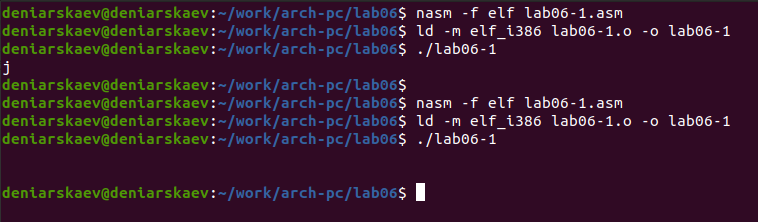 deniarskaev@deniarskaev:~/work/arch-pc/lab06$ nasm -f elf lab06-1.asm
deniarskaev@deniarskaev:~/work/arch-pc/lab06$ ld -m elf_i386 lab06-1.o -o lab06-1
deniarskaev@deniarskaev:~/work/arch-pc/lab06$ ./lab06-1
j
deniarskaev@deniarskaev:~/work/arch-pc/lab06$
deniarskaev@deniarskaev:~/work/arch-pc/lab06$ nasm -f elf lab06-1.asm
deniarskaev@deniarskaev:~/work/arch-pc/lab06$ ld -m elf_i386 lab06-1.o -o lab06-1
deniarskaev@deniarskaev:~/work/arch-pc/lab06$ ./lab06-1
deniarskaev@deniarskaev:~/work/arch-pc/lab06$